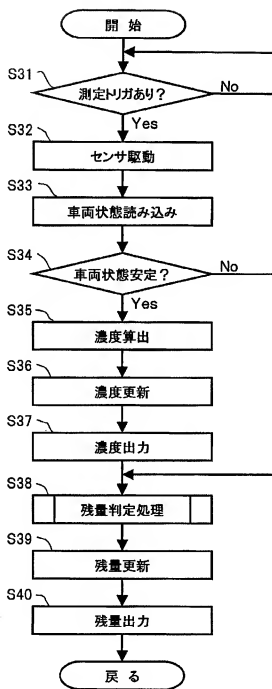 開 始
S31
測定トリガあり?
No
Yes
S32
センサ駆動
S33
車両状態読み込み
S34
車両状態安定?
No
Yes
S35
濃度算出
S36
濃度更新
S37
濃度出力
S38
残量判定処理
S39
残量更新
S40
残量出力
戻 る